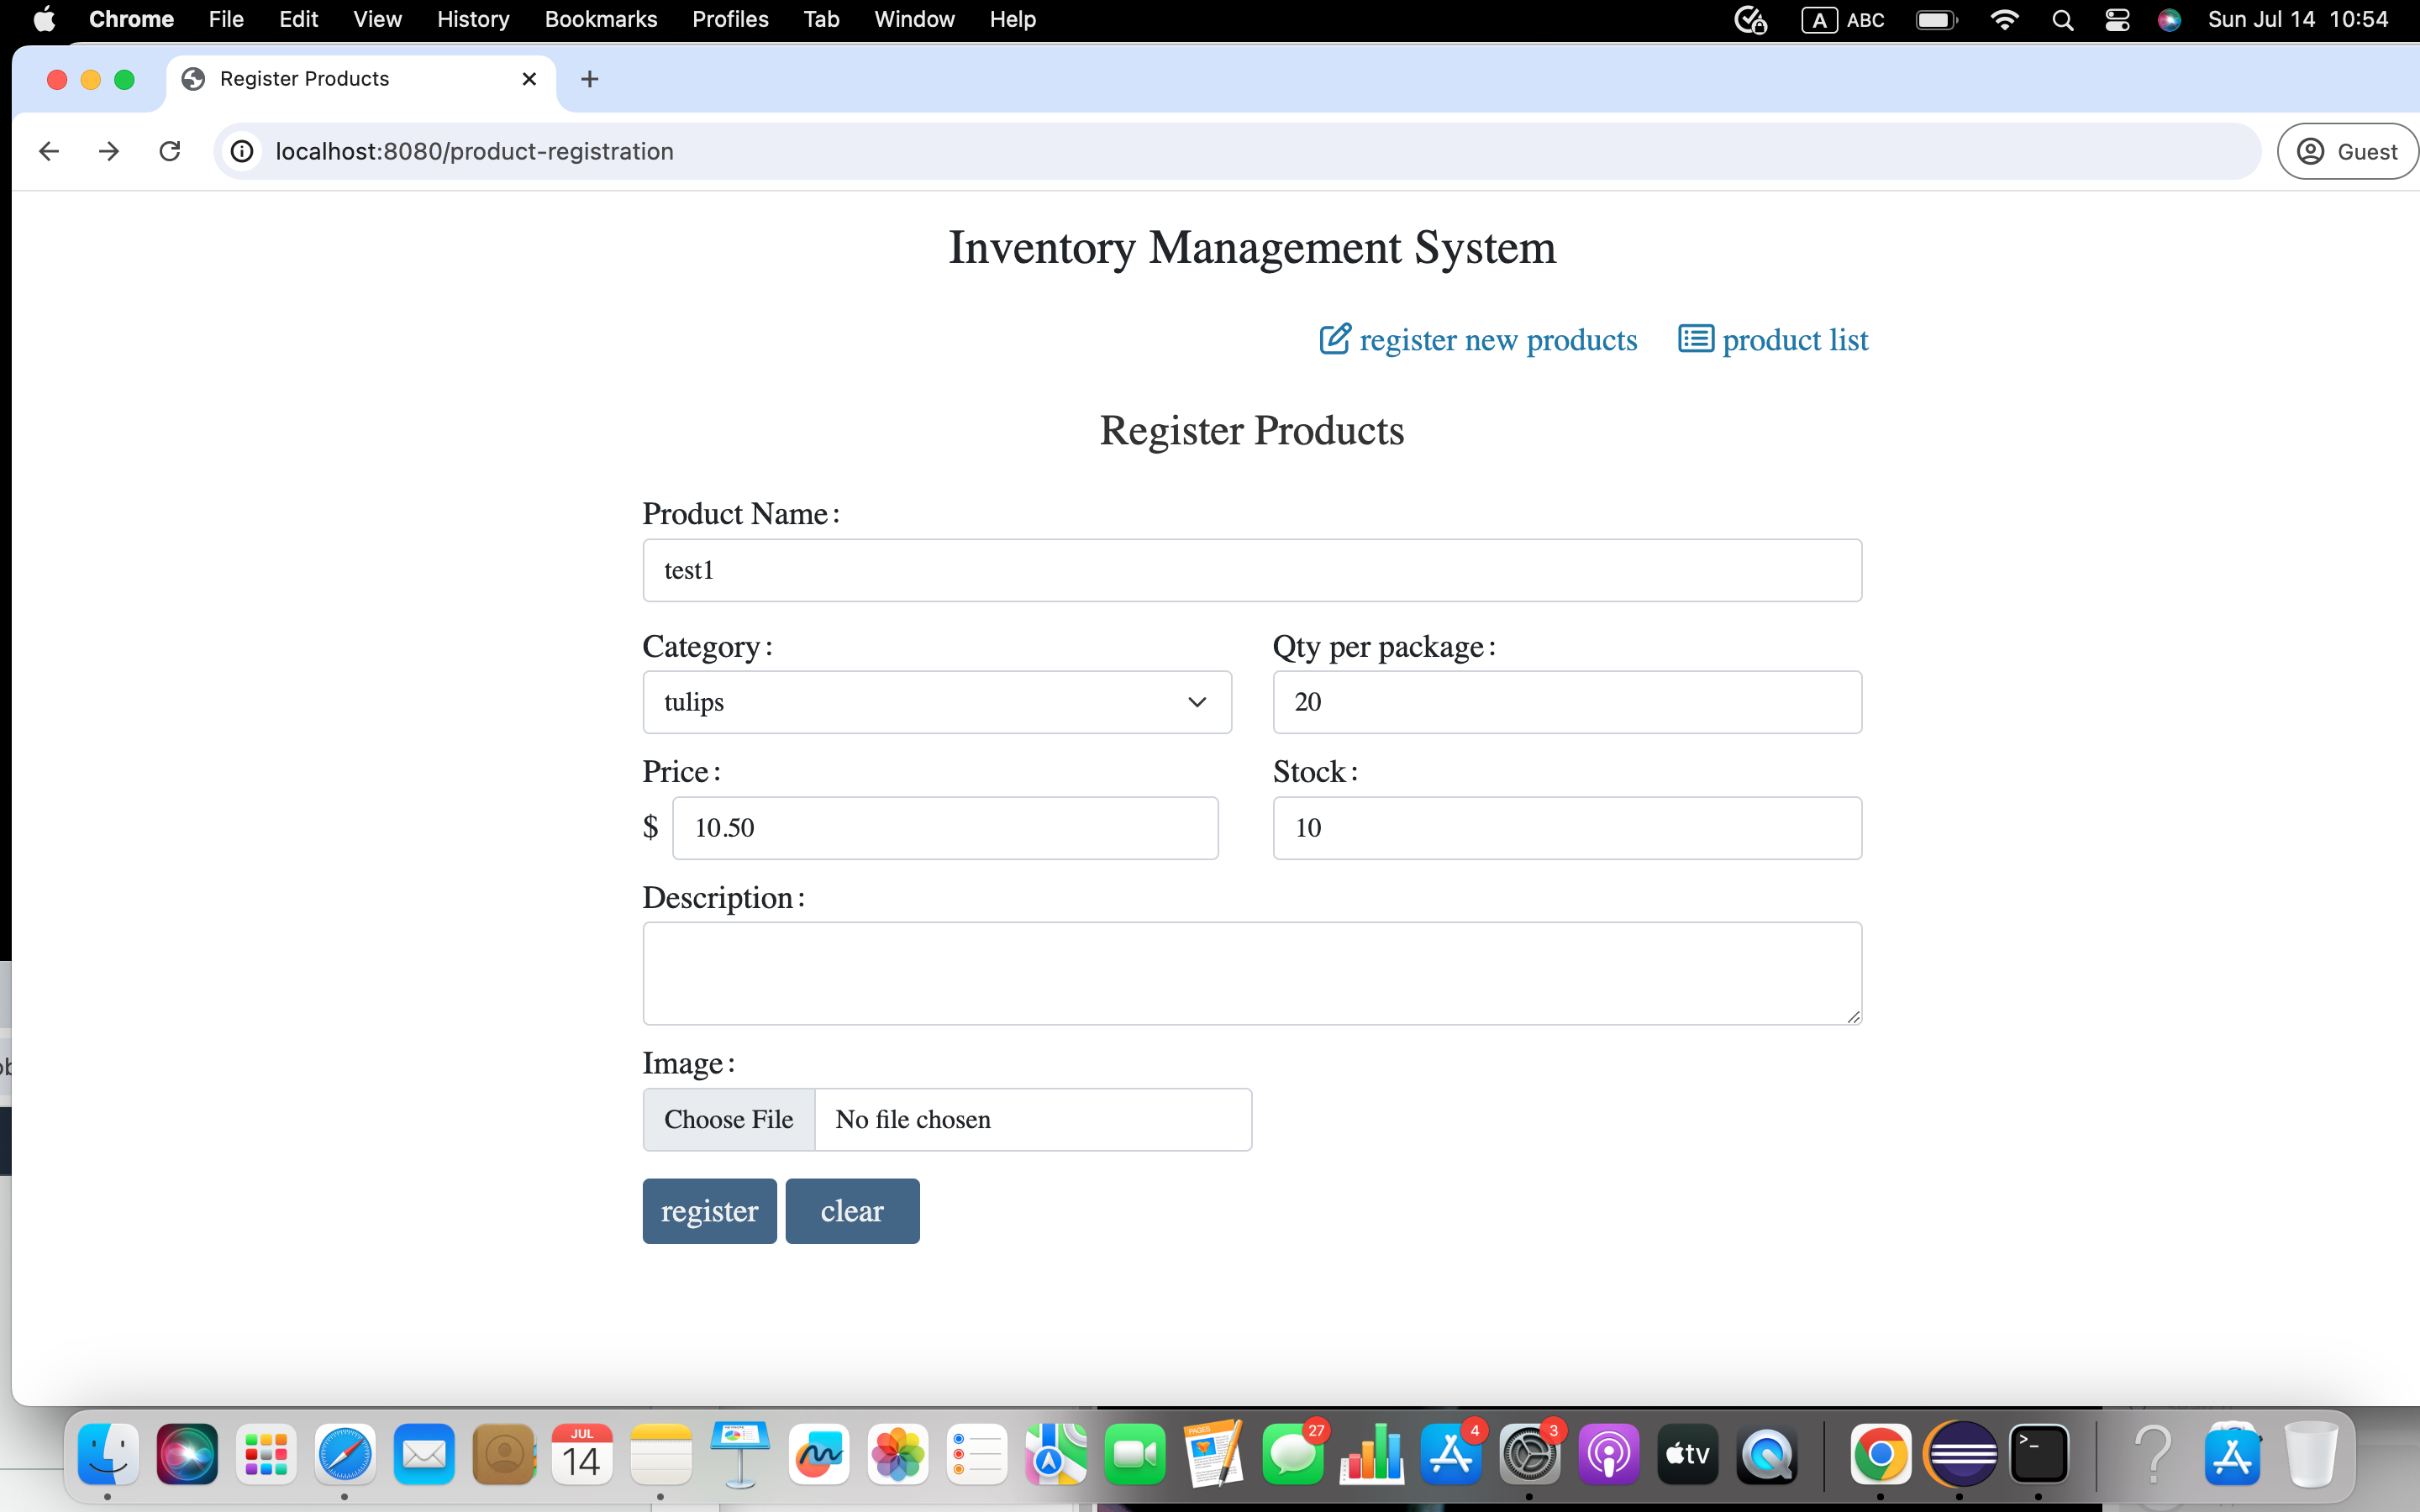 Chrome File Edit View History Bookmarks Profiles Tab Window Help A ABC Sun Jul 14 10:54
Register Products
localhost:8080/product-registration Guest
Inventory Management System
register new products product list
Register Products
Product Name:
test1
Category: Qty per package:
tulips 20
Price: Stock:
$ 10.50 10
Description:
Image:
Choose File No file chosen
register clear
JUL
14
PAGES
27
4
3
tv
>_